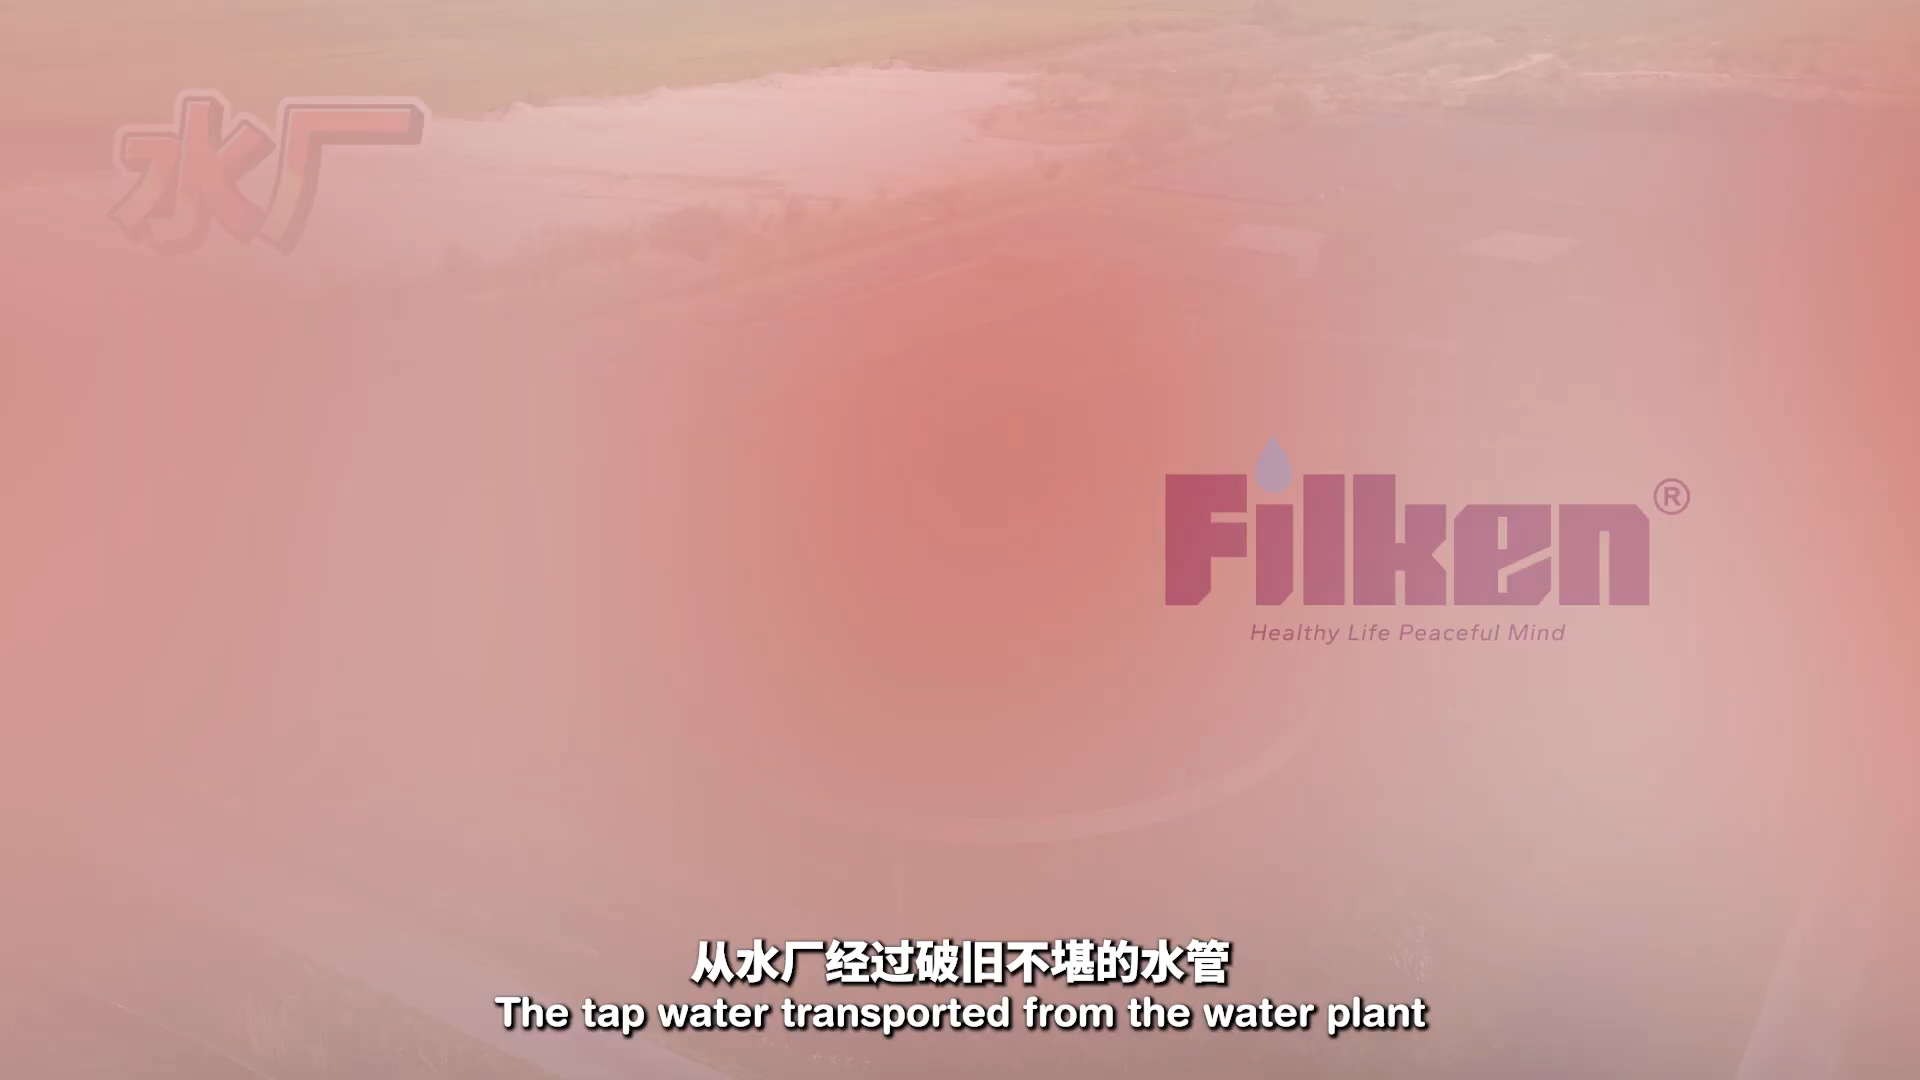 水厂
Filken®
Healthy Life Peaceful Mind
从水厂经过破旧不堪的水管
The tap water transported from the water plant